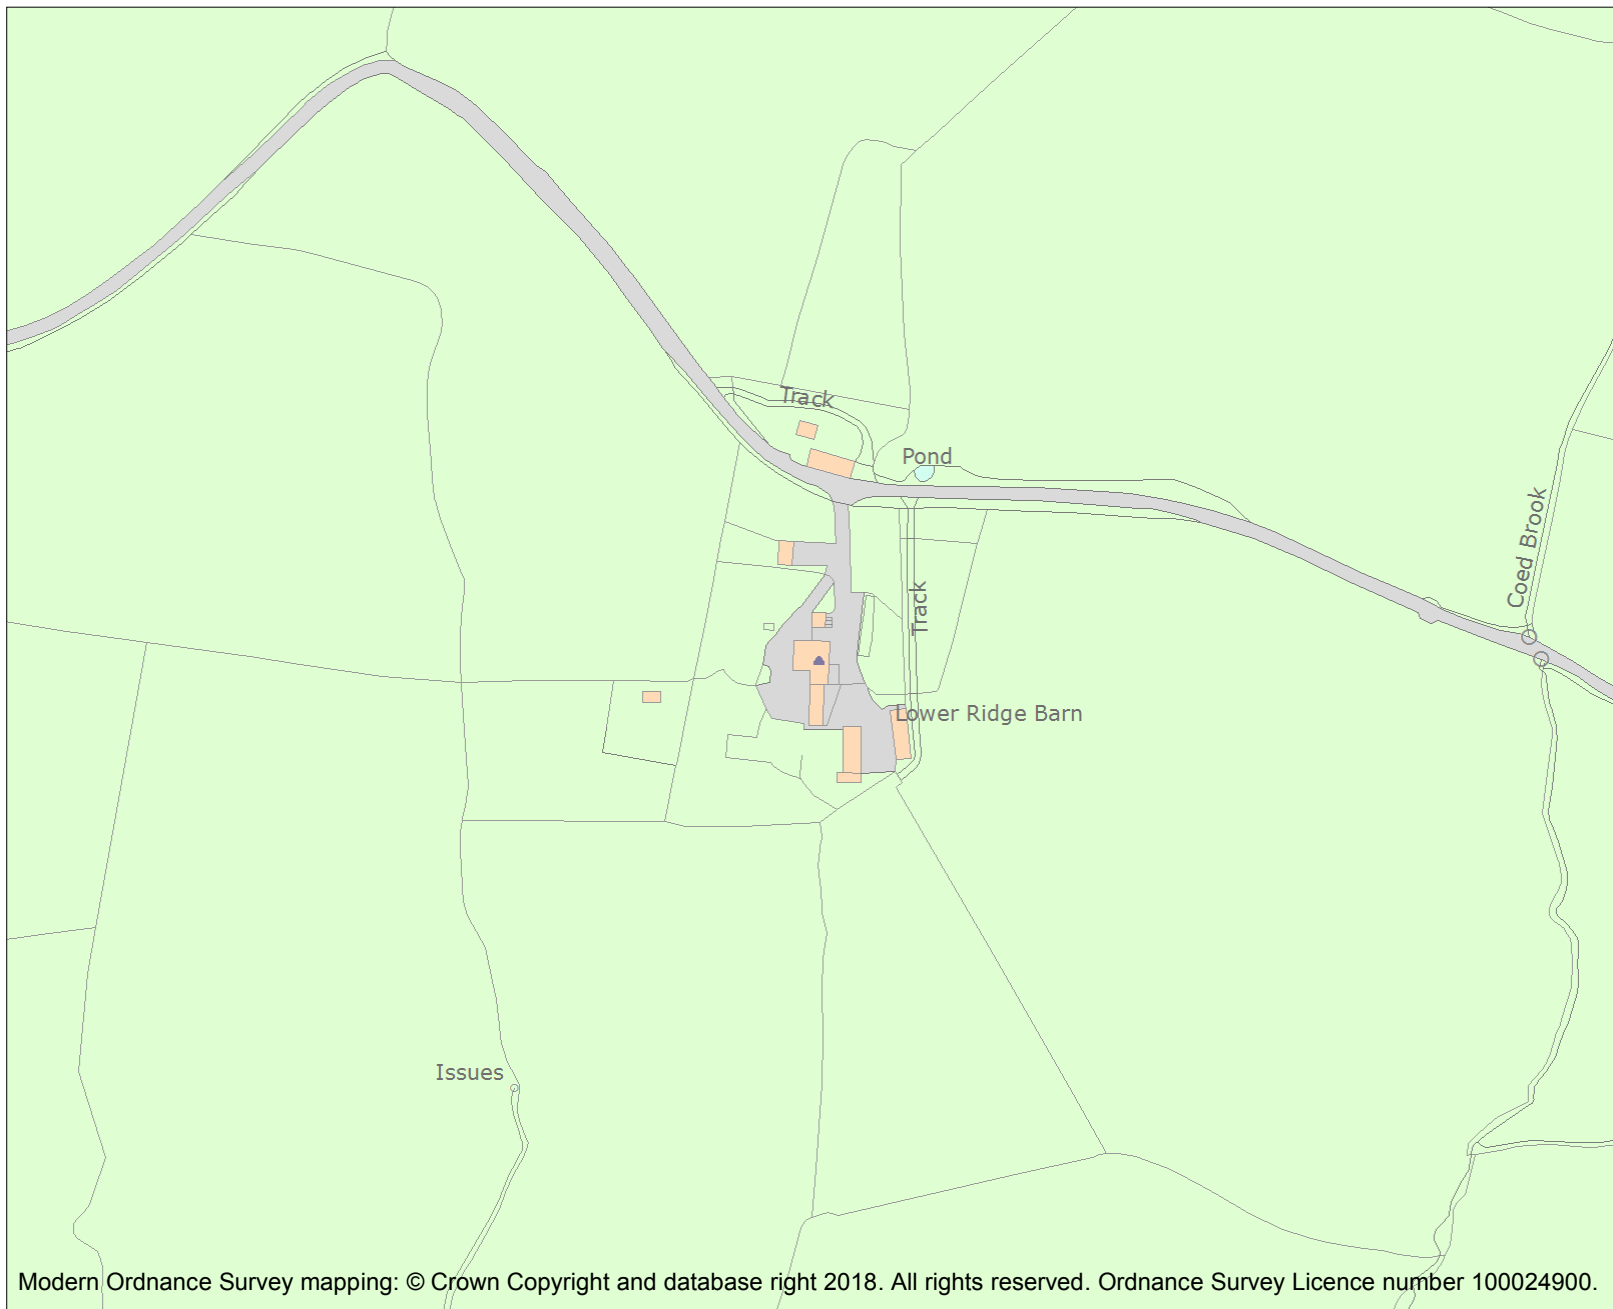 Track
Pond
Coed Brook
Track
Lower Ridge Barn
Issues
Modern Ordnance Survey mapping: © Crown Copyright and database right 2018. All rights reserved. Ordnance Survey Licence number 100024900.